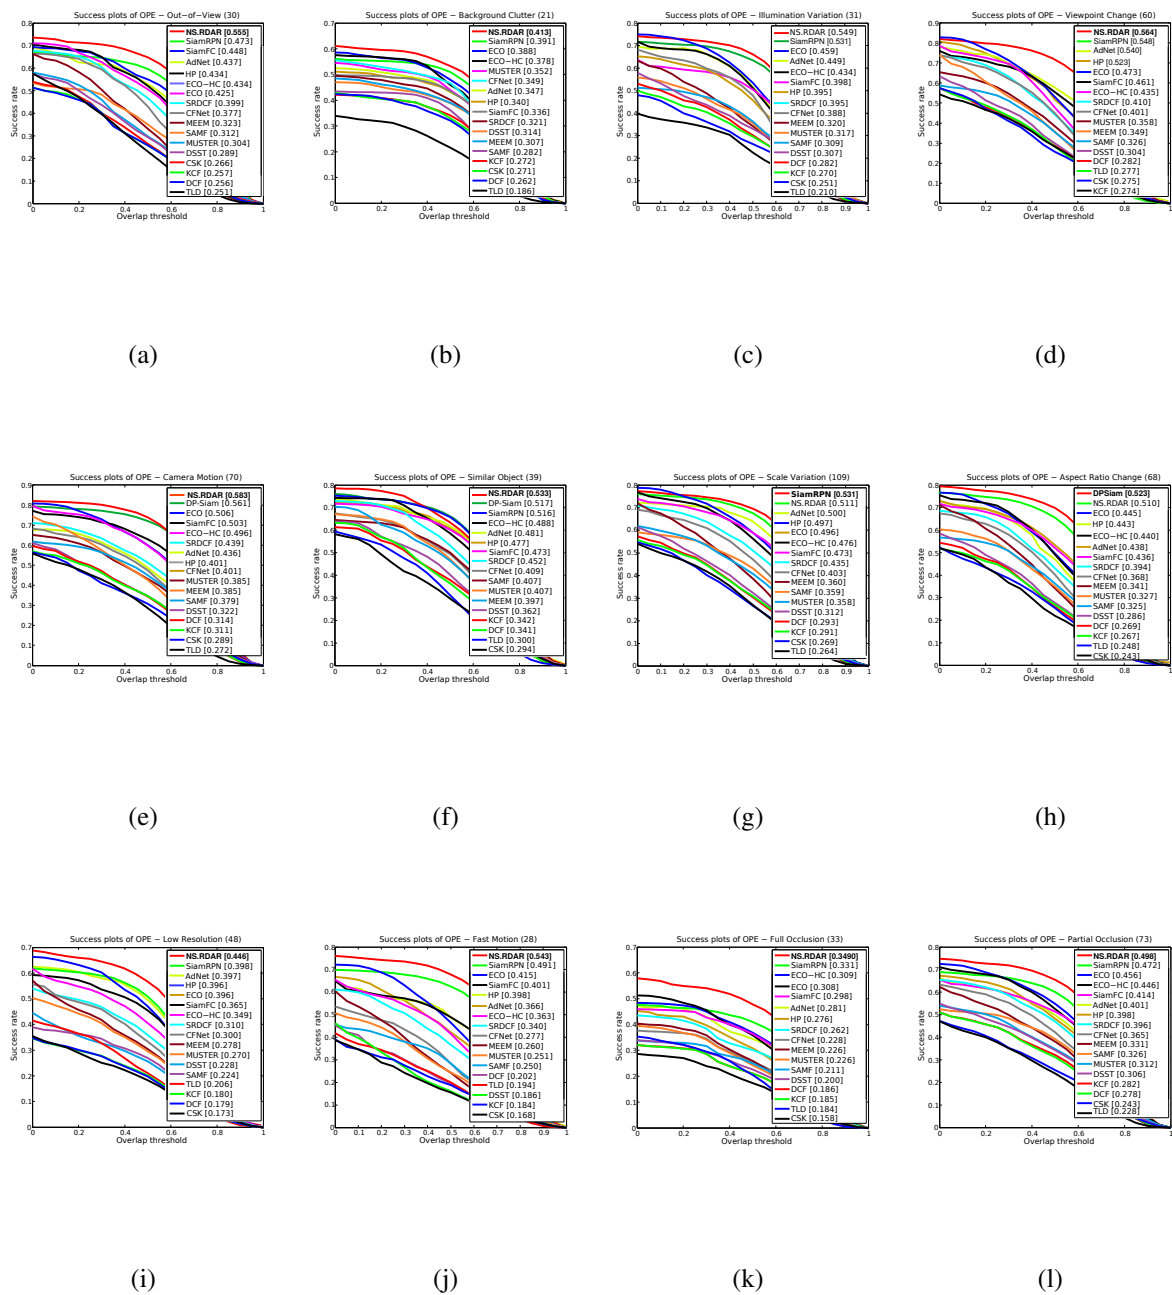 Success plots of OPE − Out−of−View (30)
NS.RDAR [0.555]
SiamRPN [0.473]
SiamFC [0.448]
AdNet [0.437]
HP [0.434]
ECO−HC [0.434]
ECO [0.425]
SRDCF [0.399]
CFNet [0.377]
MEEM [0.323]
SAMF [0.312]
MUSTER [0.304]
DSST [0.289]
CSK [0.266]
KCF [0.257]
DCF [0.256]
TLD [0.251]
Success rate
Overlap threshold
Success plots of OPE − Background Clutter (21)
NS.RDAR [0.413]
SiamRPN [0.391]
ECO [0.388]
ECO−HC [0.378]
MUSTER [0.352]
CFNet [0.349]
AdNet [0.347]
HP [0.340]
SiamFC [0.336]
SRDCF [0.321]
DSST [0.314]
MEEM [0.307]
SAMF [0.282]
KCF [0.272]
CSK [0.271]
DCF [0.262]
TLD [0.186]
Success rate
Overlap threshold
Success plots of OPE − Illumination Variation (31)
NS.RDAR [0.549]
SiamRPN [0.531]
ECO [0.459]
AdNet [0.449]
ECO−HC [0.434]
SiamFC [0.398]
HP [0.395]
SRDCF [0.395]
CFNet [0.388]
MEEM [0.320]
MUSTER [0.317]
SAMF [0.309]
DSST [0.307]
DCF [0.282]
KCF [0.270]
CSK [0.251]
TLD [0.210]
Success rate
Overlap threshold
Success plots of OPE − Viewpoint Change (60)
NS.RDAR [0.564]
SiamRPN [0.548]
AdNet [0.540]
HP [0.523]
ECO [0.473]
SiamFC [0.461]
ECO−HC [0.435]
SRDCF [0.410]
CFNet [0.401]
MUSTER [0.358]
MEEM [0.349]
SAMF [0.326]
DSST [0.304]
DCF [0.282]
TLD [0.277]
CSK [0.275]
KCF [0.274]
Success rate
Overlap threshold
(a)
(b)
(c)
(d)
Success plots of OPE − Camera Motion (70)
NS.RDAR [0.583]
DP-Siam [0.561]
ECO [0.506]
SiamFC [0.503]
ECO−HC [0.496]
SRDCF [0.439]
AdNet [0.436]
HP [0.401]
CFNet [0.401]
MUSTER [0.385]
MEEM [0.385]
SAMF [0.379]
DSST [0.322]
DCF [0.314]
KCF [0.311]
CSK [0.289]
TLD [0.272]
Success rate
Overlap threshold
Success plots of OPE − Similar Object (39)
NS.RDAR [0.533]
DP-Siam [0.517]
SiamRPN [0.516]
ECO−HC [0.488]
AdNet [0.481]
HP [0.477]
SiamFC [0.473]
SRDCF [0.452]
CFNet [0.409]
SAMF [0.407]
MUSTER [0.407]
MEEM [0.397]
DSST [0.362]
KCF [0.342]
DCF [0.341]
TLD [0.300]
CSK [0.294]
Success rate
Overlap threshold
Success plots of OPE − Scale Variation (109)
SiamRPN [0.531]
NS.RDAR [0.511]
AdNet [0.500]
HP [0.497]
ECO [0.496]
ECO−HC [0.476]
SiamFC [0.473]
SRDCF [0.435]
CFNet [0.403]
MEEM [0.360]
SAMF [0.359]
MUSTER [0.358]
DSST [0.312]
DCF [0.293]
KCF [0.291]
CSK [0.269]
TLD [0.264]
Success rate
Overlap threshold
Success plots of OPE − Aspect Ratio Change (68)
DPSiam [0.523]
NS.RDAR [0.510]
ECO [0.445]
HP [0.443]
ECO−HC [0.440]
AdNet [0.438]
SiamFC [0.436]
SRDCF [0.394]
CFNet [0.368]
MEEM [0.341]
MUSTER [0.327]
SAMF [0.325]
DSST [0.286]
DCF [0.269]
KCF [0.267]
TLD [0.248]
CSK [0.243]
Success rate
Overlap threshold
(e)
(f)
(g)
(h)
Success plots of OPE − Low Resolution (48)
NS.RDAR [0.446]
SiamRPN [0.398]
AdNet [0.397]
HP [0.396]
ECO [0.396]
SiamFC [0.365]
ECO−HC [0.349]
SRDCF [0.310]
CFNet [0.300]
MEEM [0.278]
MUSTER [0.270]
DSST [0.228]
SAMF [0.224]
TLD [0.206]
KCF [0.180]
DCF [0.179]
CSK [0.173]
Success rate
Overlap threshold
Success plots of OPE − Fast Motion (28)
NS.RDAR [0.543]
SiamRPN [0.491]
ECO [0.415]
SiamFC [0.401]
HP [0.398]
AdNet [0.366]
ECO−HC [0.363]
SRDCF [0.340]
CFNet [0.277]
MEEM [0.260]
MUSTER [0.251]
SAMF [0.250]
DCF [0.202]
TLD [0.194]
DSST [0.186]
KCF [0.184]
CSK [0.168]
Success rate
Overlap threshold
Success plots of OPE − Full Occlusion (33)
NS.RDAR [0.3490]
SiamRPN [0.331]
ECO−HC [0.309]
ECO [0.308]
SiamFC [0.298]
AdNet [0.281]
HP [0.276]
SRDCF [0.262]
CFNet [0.228]
MEEM [0.226]
MUSTER [0.226]
SAMF [0.211]
DSST [0.200]
DCF [0.186]
KCF [0.185]
TLD [0.184]
CSK [0.158]
Success rate
Overlap threshold
Success plots of OPE − Partial Occlusion (73)
NS.RDAR [0.498]
SiamRPN [0.472]
ECO [0.456]
ECO−HC [0.446]
SiamFC [0.414]
AdNet [0.401]
HP [0.398]
SRDCF [0.396]
CFNet [0.365]
MEEM [0.331]
SAMF [0.326]
MUSTER [0.312]
DSST [0.306]
KCF [0.282]
DCF [0.278]
CSK [0.243]
TLD [0.228]
Success rate
Overlap threshold
(i)
(j)
(k)
(l)